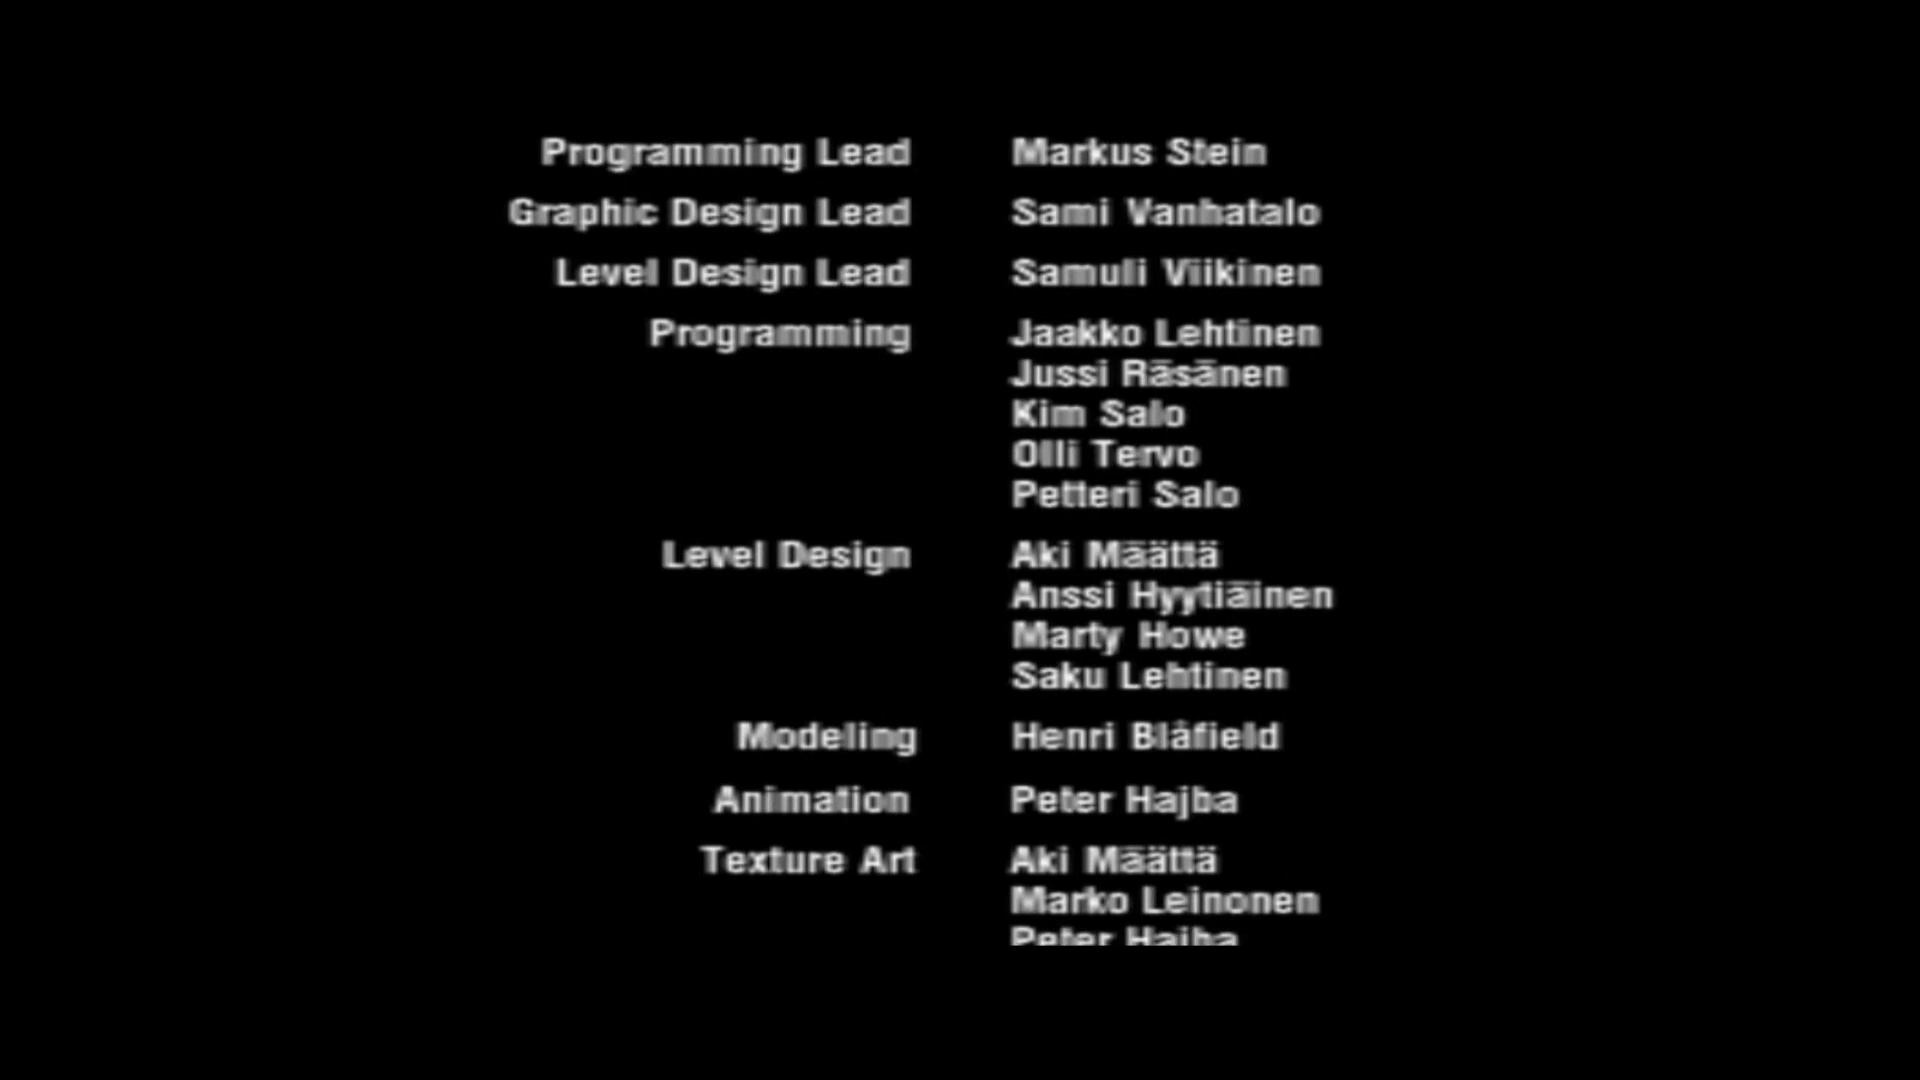 Programming Lead Markus Stein
Graphic Design Lead Sami Vanhatalo
Level Design Lead Samuli Viikinen
Programming Jaakko Lehtinen
Jussi Räsänen
Kim Salo
Olli Tervo
Petteri Salo
Level Design Aki Määttä
Anssi Hyytiäinen
Marty Howe
Saku Lehtinen
Modeling Henri Blåfield
Animation Peter Hajba
Texture Art Aki Määttä
Marko Leinonen
Peter Hajba